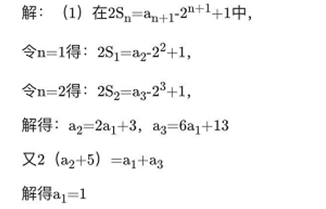 解：（1）在2Sₙ=aₙ₊₁-2ⁿ⁺¹+1中，
令n=1得：2S₁=a₂-2²+1，
令n=2得：2S₂=a₃-2³+1，
解得：a₂=2a₁+3，a₃=6a₁+13
又2（a₂+5）=a₁+a₃
解得a₁=1